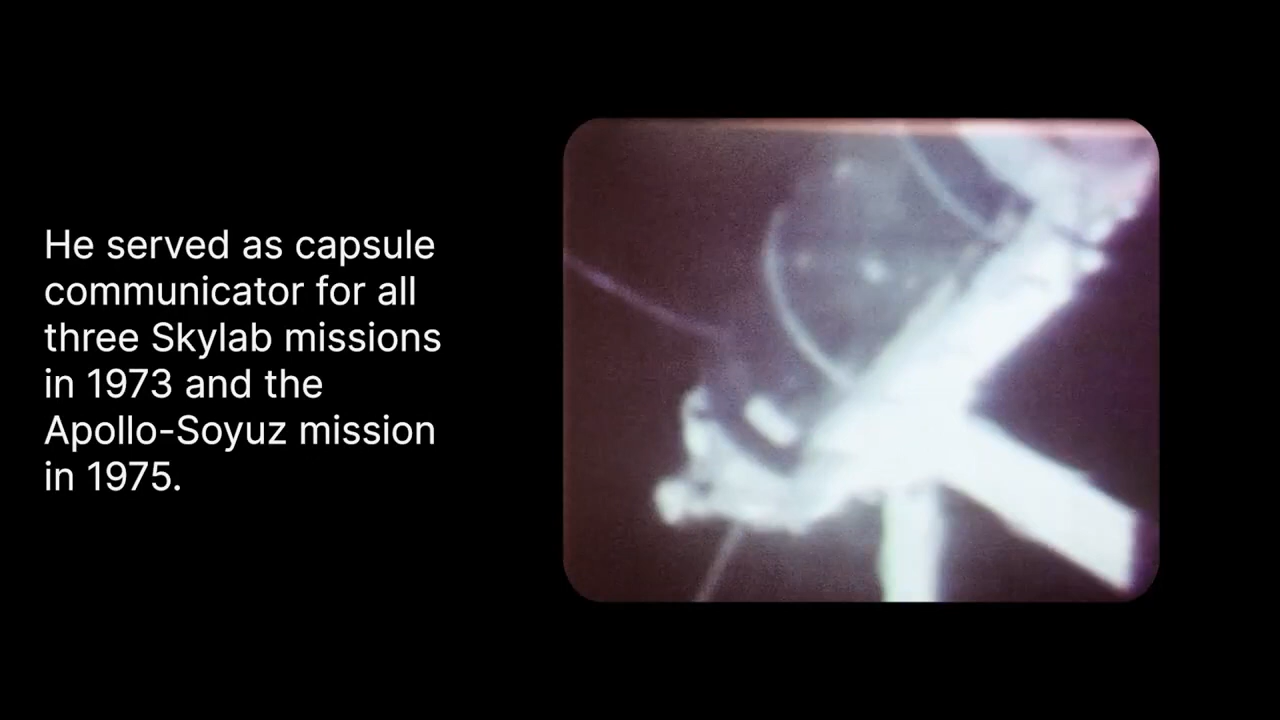 He served as capsule
communicator for all
three Skylab missions
in 1973 and the
Apollo-Soyuz mission
in 1975.